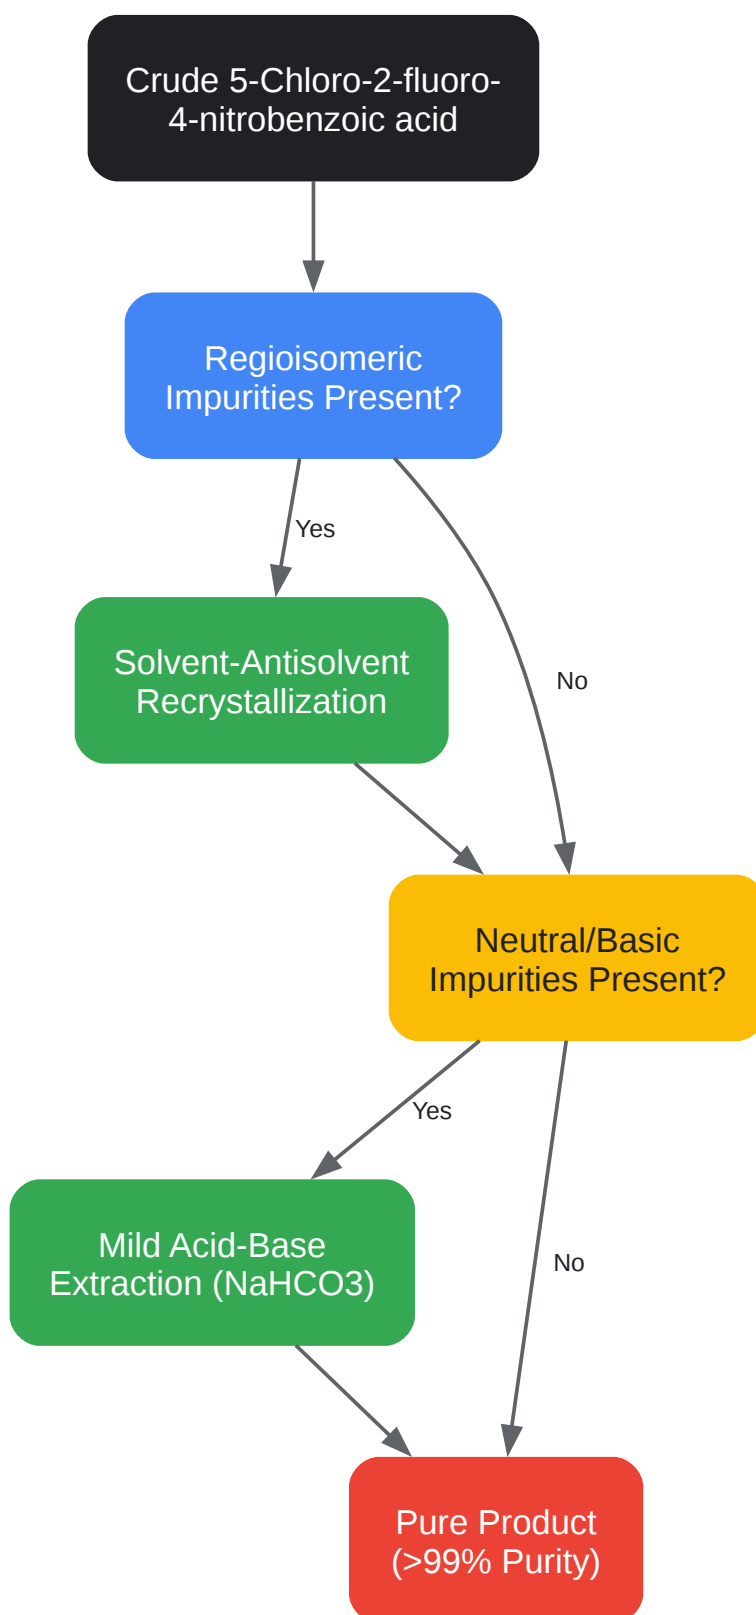 Crude 5-Chloro-2-fluoro-
4-nitrobenzoic acid
Regioisomeric
Impurities Present?
Yes
Solvent-Antisolvent
Recrystallization
No
Neutral/Basic
Impurities Present?
Yes
Mild Acid-Base
Extraction (NaHCO3)
No
Pure Product
(>99% Purity)